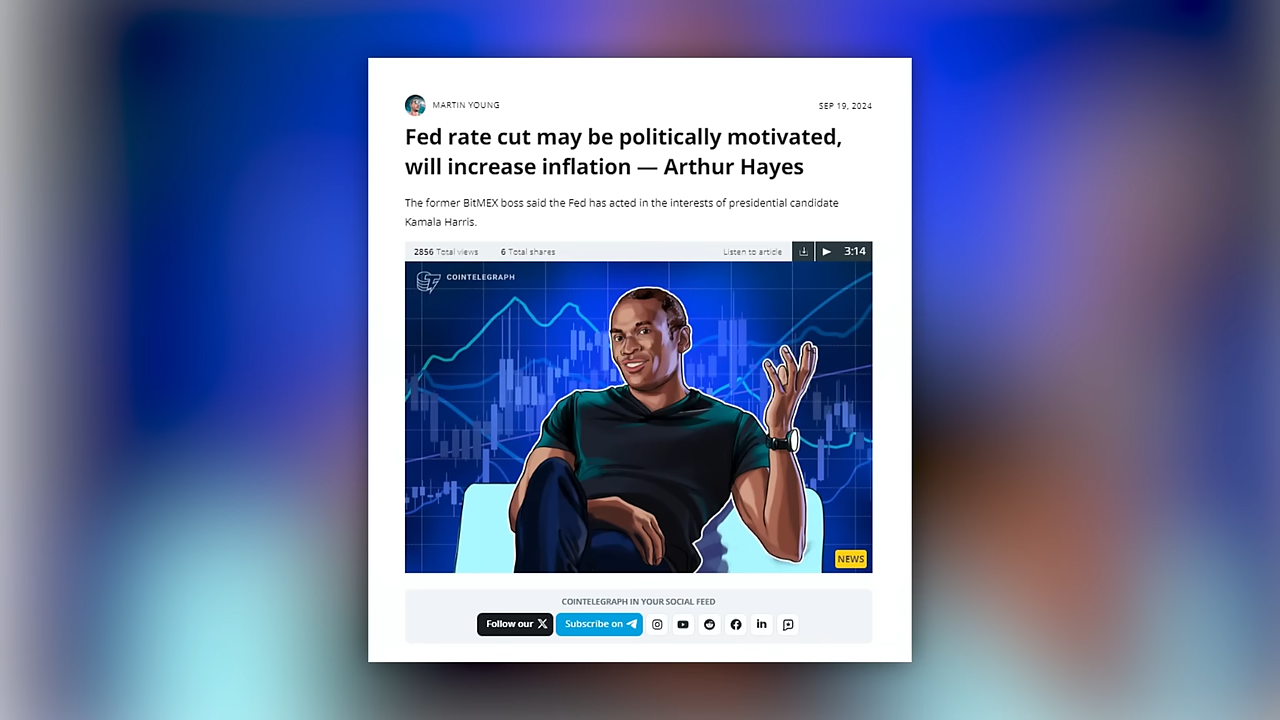 MARTIN YOUNG
SEP 19, 2024
Fed rate cut may be politically motivated,
will increase inflation — Arthur Hayes
The former BitMEX boss said the Fed has acted in the interests of presidential candidate
Kamala Harris.
2856 Total views 6 Total shares Listen to article 3:14
COINTELEGRAPH
NEWS
COINTELEGRAPH IN YOUR SOCIAL FEED
Follow our X Subscribe on in